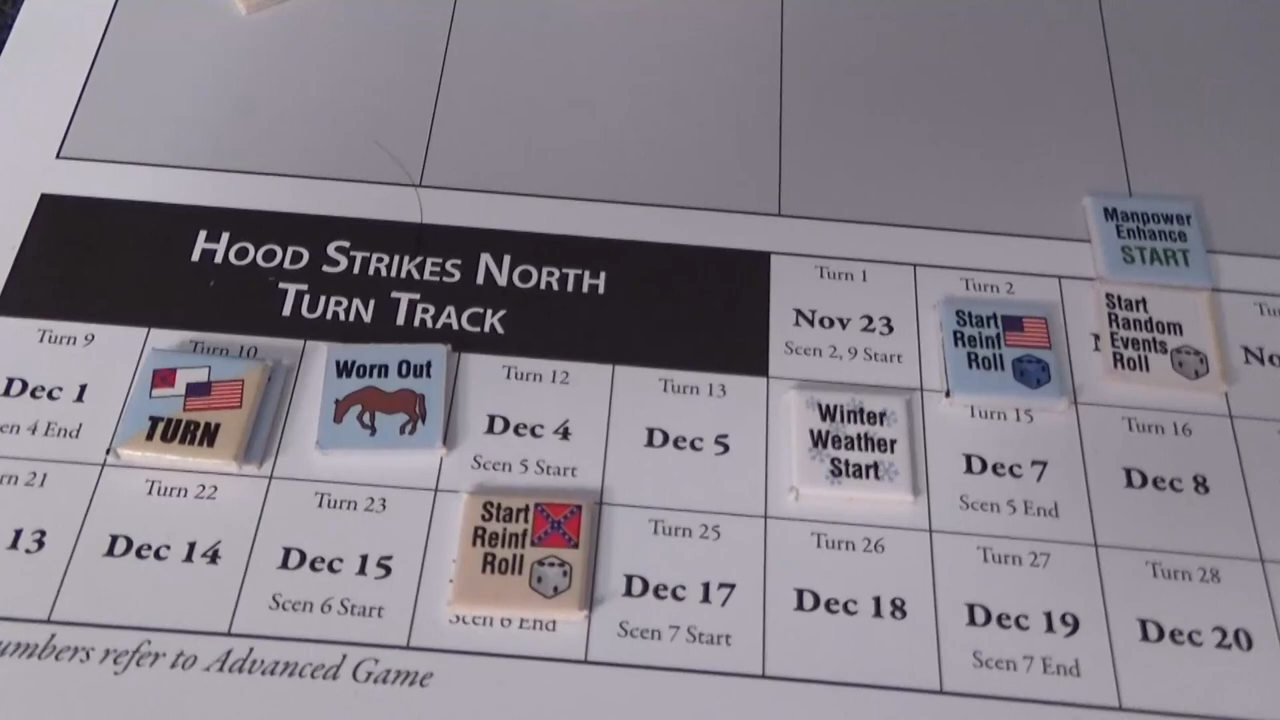 Manpower
Enhance
START
HOOD STRIKES NORTH
TURN TRACK
Turn 1
Nov 23
Scen 2, 9 Start
Turn 2
Start
Reinf
Roll
Start
Random
Events
Roll
No
Turn 9
Dec 1
4 End
Turn 10
TURN
Worn Out
Turn 12
Dec 4
Scen 5 Start
Turn 13
Dec 5
Winter
Weather
Start
Turn 15
Dec 7
Scen 5 End
Turn 16
Dec 8
21
13
Turn 22
Dec 14
Turn 23
Dec 15
Scen 6 Start
Start
Reinf
Roll
Scen 6 End
Turn 25
Dec 17
Scen 7 Start
Turn 26
Dec 18
Turn 27
Dec 19
Scen 7 End
Turn 28
Dec 20
umbers refer to Advanced Game